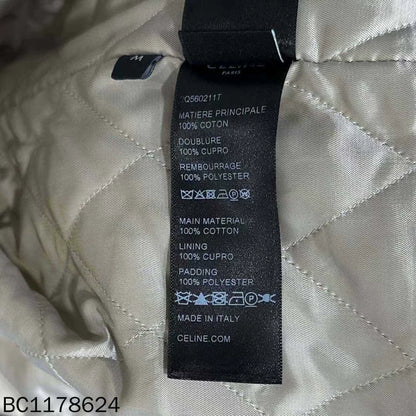 M
CELINE
PARIS
2Q560211T
MATIERE PRINCIPALE
100% COTON
DOUBLURE
100% CUPRO
REMBOURRAGE -
100% POLYESTER
MAIN MATERIAL -
100% COTTON
LINING
100% CUPRO
PADDING
100% POLYESTER
MADE IN ITALY
CELINE.COM
BC1178624